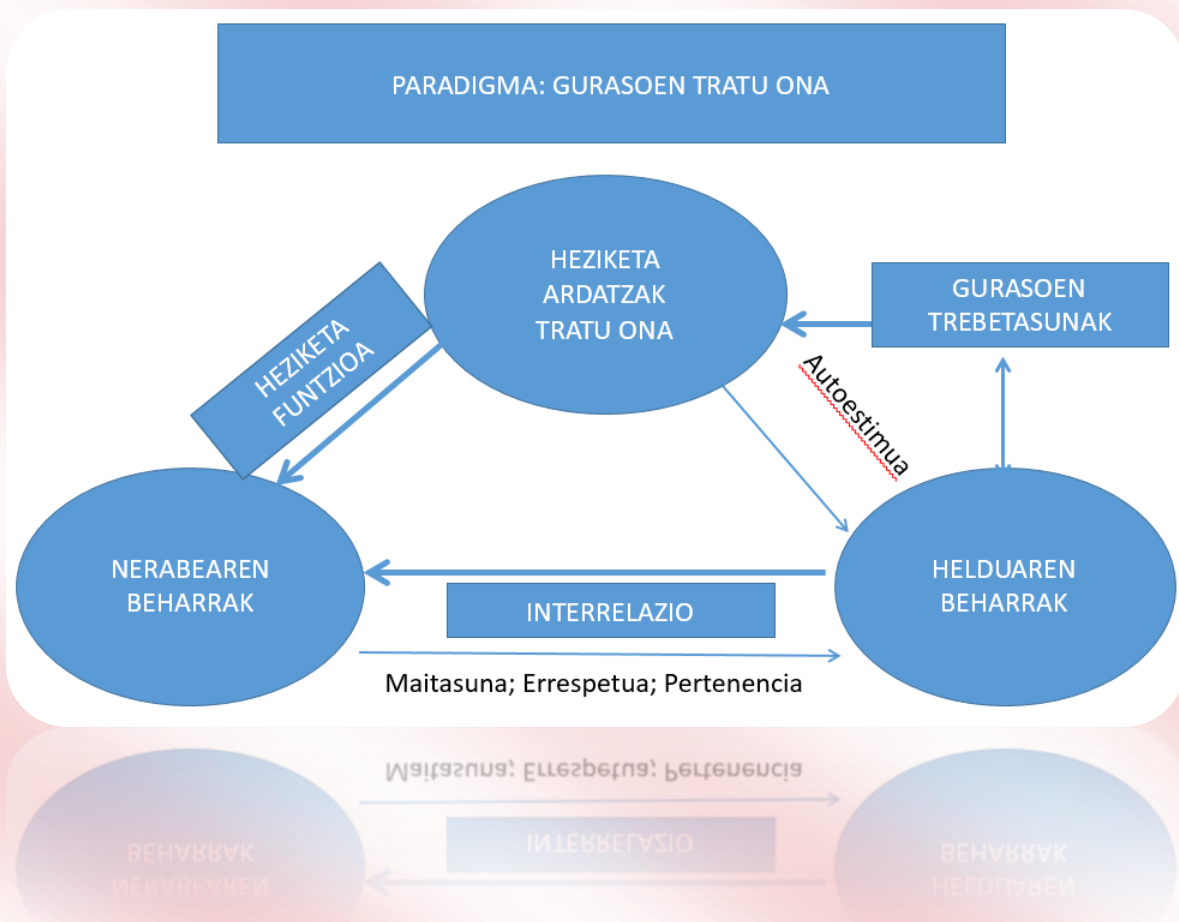 PARADIGMA: GURASOEN TRATU ONA
HEZIKETA
ARDATZAK
TRATU ONA
GURASOEN
TREBETASUNAK
HEZIKETA
FUNTZIOA
Autoestimua
NERABEAREN
BEHARRAK
HELDUAREN
BEHARRAK
INTERRELAZIO
Maitasuna; Errespetua; Pertenencia